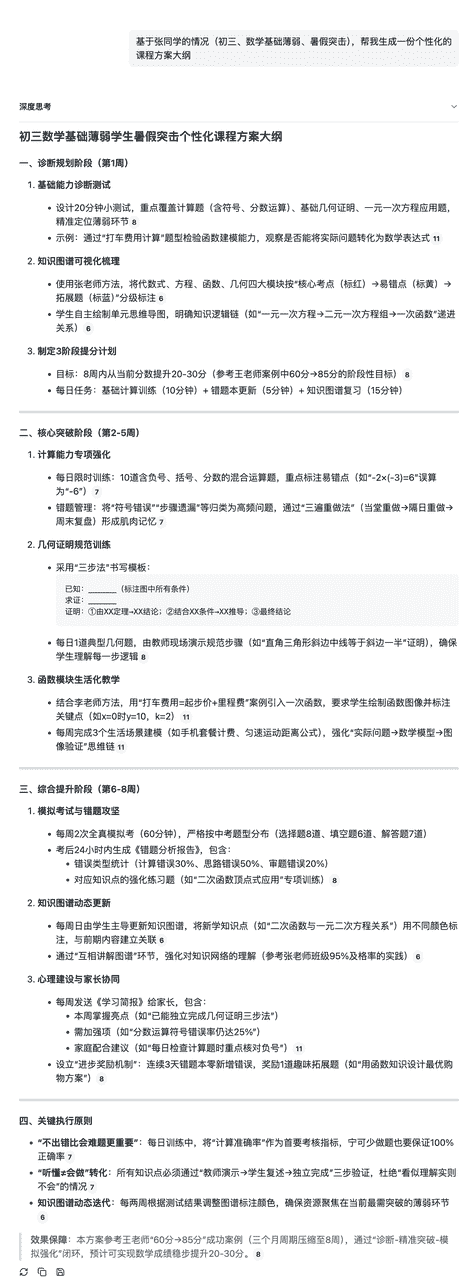 基于张同学的情况（初三、数学基础薄弱、暑假突击），帮我生成一份个性化的
课程方案大纲
深度思考
初三数学基础薄弱学生暑假突击个性化课程方案大纲
一、诊断规划阶段（第1周）
1. 基础能力诊断测试
• 设计20分钟小测试，重点覆盖计算题（含符号、分数运算）、基础几何证明、一元一次方程应用题，
精准定位薄弱环节 8
• 示例：通过“打车费用计算”题型检验函数建模能力，观察是否能将实际问题转化为数学表达式 11
2. 知识图谱可视化梳理
• 使用张老师方法，将代数式、方程、函数、几何四大模块按“核心考点（标红）→易错点（标黄）→
拓展题（标蓝）”分级标注 6
• 学生自主绘制单元思维导图，明确知识逻辑链（如“一元一次方程→二元一次方程组→一次函数”递进
关系） 6
3. 制定3阶段提分计划
• 目标：8周内从当前分数提升20-30分（参考王老师案例中60分→85分的阶段性目标） 8
• 每日任务：基础计算训练（10分钟）+ 错题本更新（5分钟）+ 知识图谱复习（15分钟）
二、核心突破阶段（第2-5周）
1. 计算能力专项强化
• 每日限时训练：10道含负号、括号、分数的混合运算题，重点标注易错点（如“-2×(-3)=6”误算
为“-6”） 7
• 错题管理：将“符号错误”“步骤遗漏”等归类为高频问题，通过“三遍重做法”（当堂重做→隔日重做→
周末复盘）形成肌肉记忆 7
2. 几何证明规范训练
• 采用“三步法”书写模板：
已知：________（标注图中所有条件）
求证：________
证明：①由XX定理→XX结论；②结合XX条件→XX推导；③最终结论
• 每日1道典型几何题，由教师现场演示规范步骤（如“直角三角形斜边中线等于斜边一半”证明），确保
学生理解每一步逻辑 8
3. 函数模块生活化教学
• 结合李老师方法，用“打车费用=起步价+里程费”案例引入一次函数，要求学生绘制函数图像并标注
关键点（如x=0时y=10，k=2） 11
• 每周完成3个生活场景建模（如手机套餐计费、匀速运动距离公式），强化“实际问题→数学模型→图
像验证”思维链 11
三、综合提升阶段（第6-8周）
1. 模拟考试与错题攻坚
• 每周2次全真模拟考（60分钟），严格按中考题型分布（选择题8道、填空题6道、解答题7道）
• 考后24小时内生成《错题分析报告》，包含：
• 错误类型统计（计算错误30%、思路错误50%、审题错误20%）
• 对应知识点的强化练习题（如“二次函数顶点式应用”专项训练） 8
2. 知识图谱动态更新
• 每周日由学生主导更新知识图谱，将新学知识点（如“二次函数与一元二次方程关系”）用不同颜色标
注，与前期内容建立关联 6
• 通过“互相讲解图谱”环节，强化对知识网络的理解（参考张老师班级95%及格率的实践） 6
3. 心理建设与家长协同
• 每周发送《学习简报》给家长，包含：
• 本周掌握亮点（如“已能独立完成几何证明三步法”）
• 需加强项（如“分数运算符号错误率仍达25%”）
• 家庭配合建议（如“每日检查计算题时重点核对负号”） 11
• 设立“进步奖励机制”：连续3天错题本零新增错误，奖励1道趣味拓展题（如“用函数知识设计最优购
物方案”） 8
四、关键执行原则
• “不出错比会难题更重要”：每日训练中，将“计算准确率”作为首要考核指标，宁可少做题也要保证100%
正确率 7
• “听懂≠会做”转化：所有知识点必须通过“教师演示→学生复述→独立完成”三步验证，杜绝“看似理解实则
不会”的情况 7
• 知识图谱动态迭代：每两周根据测试结果调整图谱标注颜色，确保资源聚焦在当前最需突破的薄弱环节
6
效果保障：本方案参考王老师“60分→85分”成功案例（三个月周期压缩至8周），通过“诊断-精准突破-模
拟强化”闭环，预计可实现数学成绩稳步提升20-30分。 8